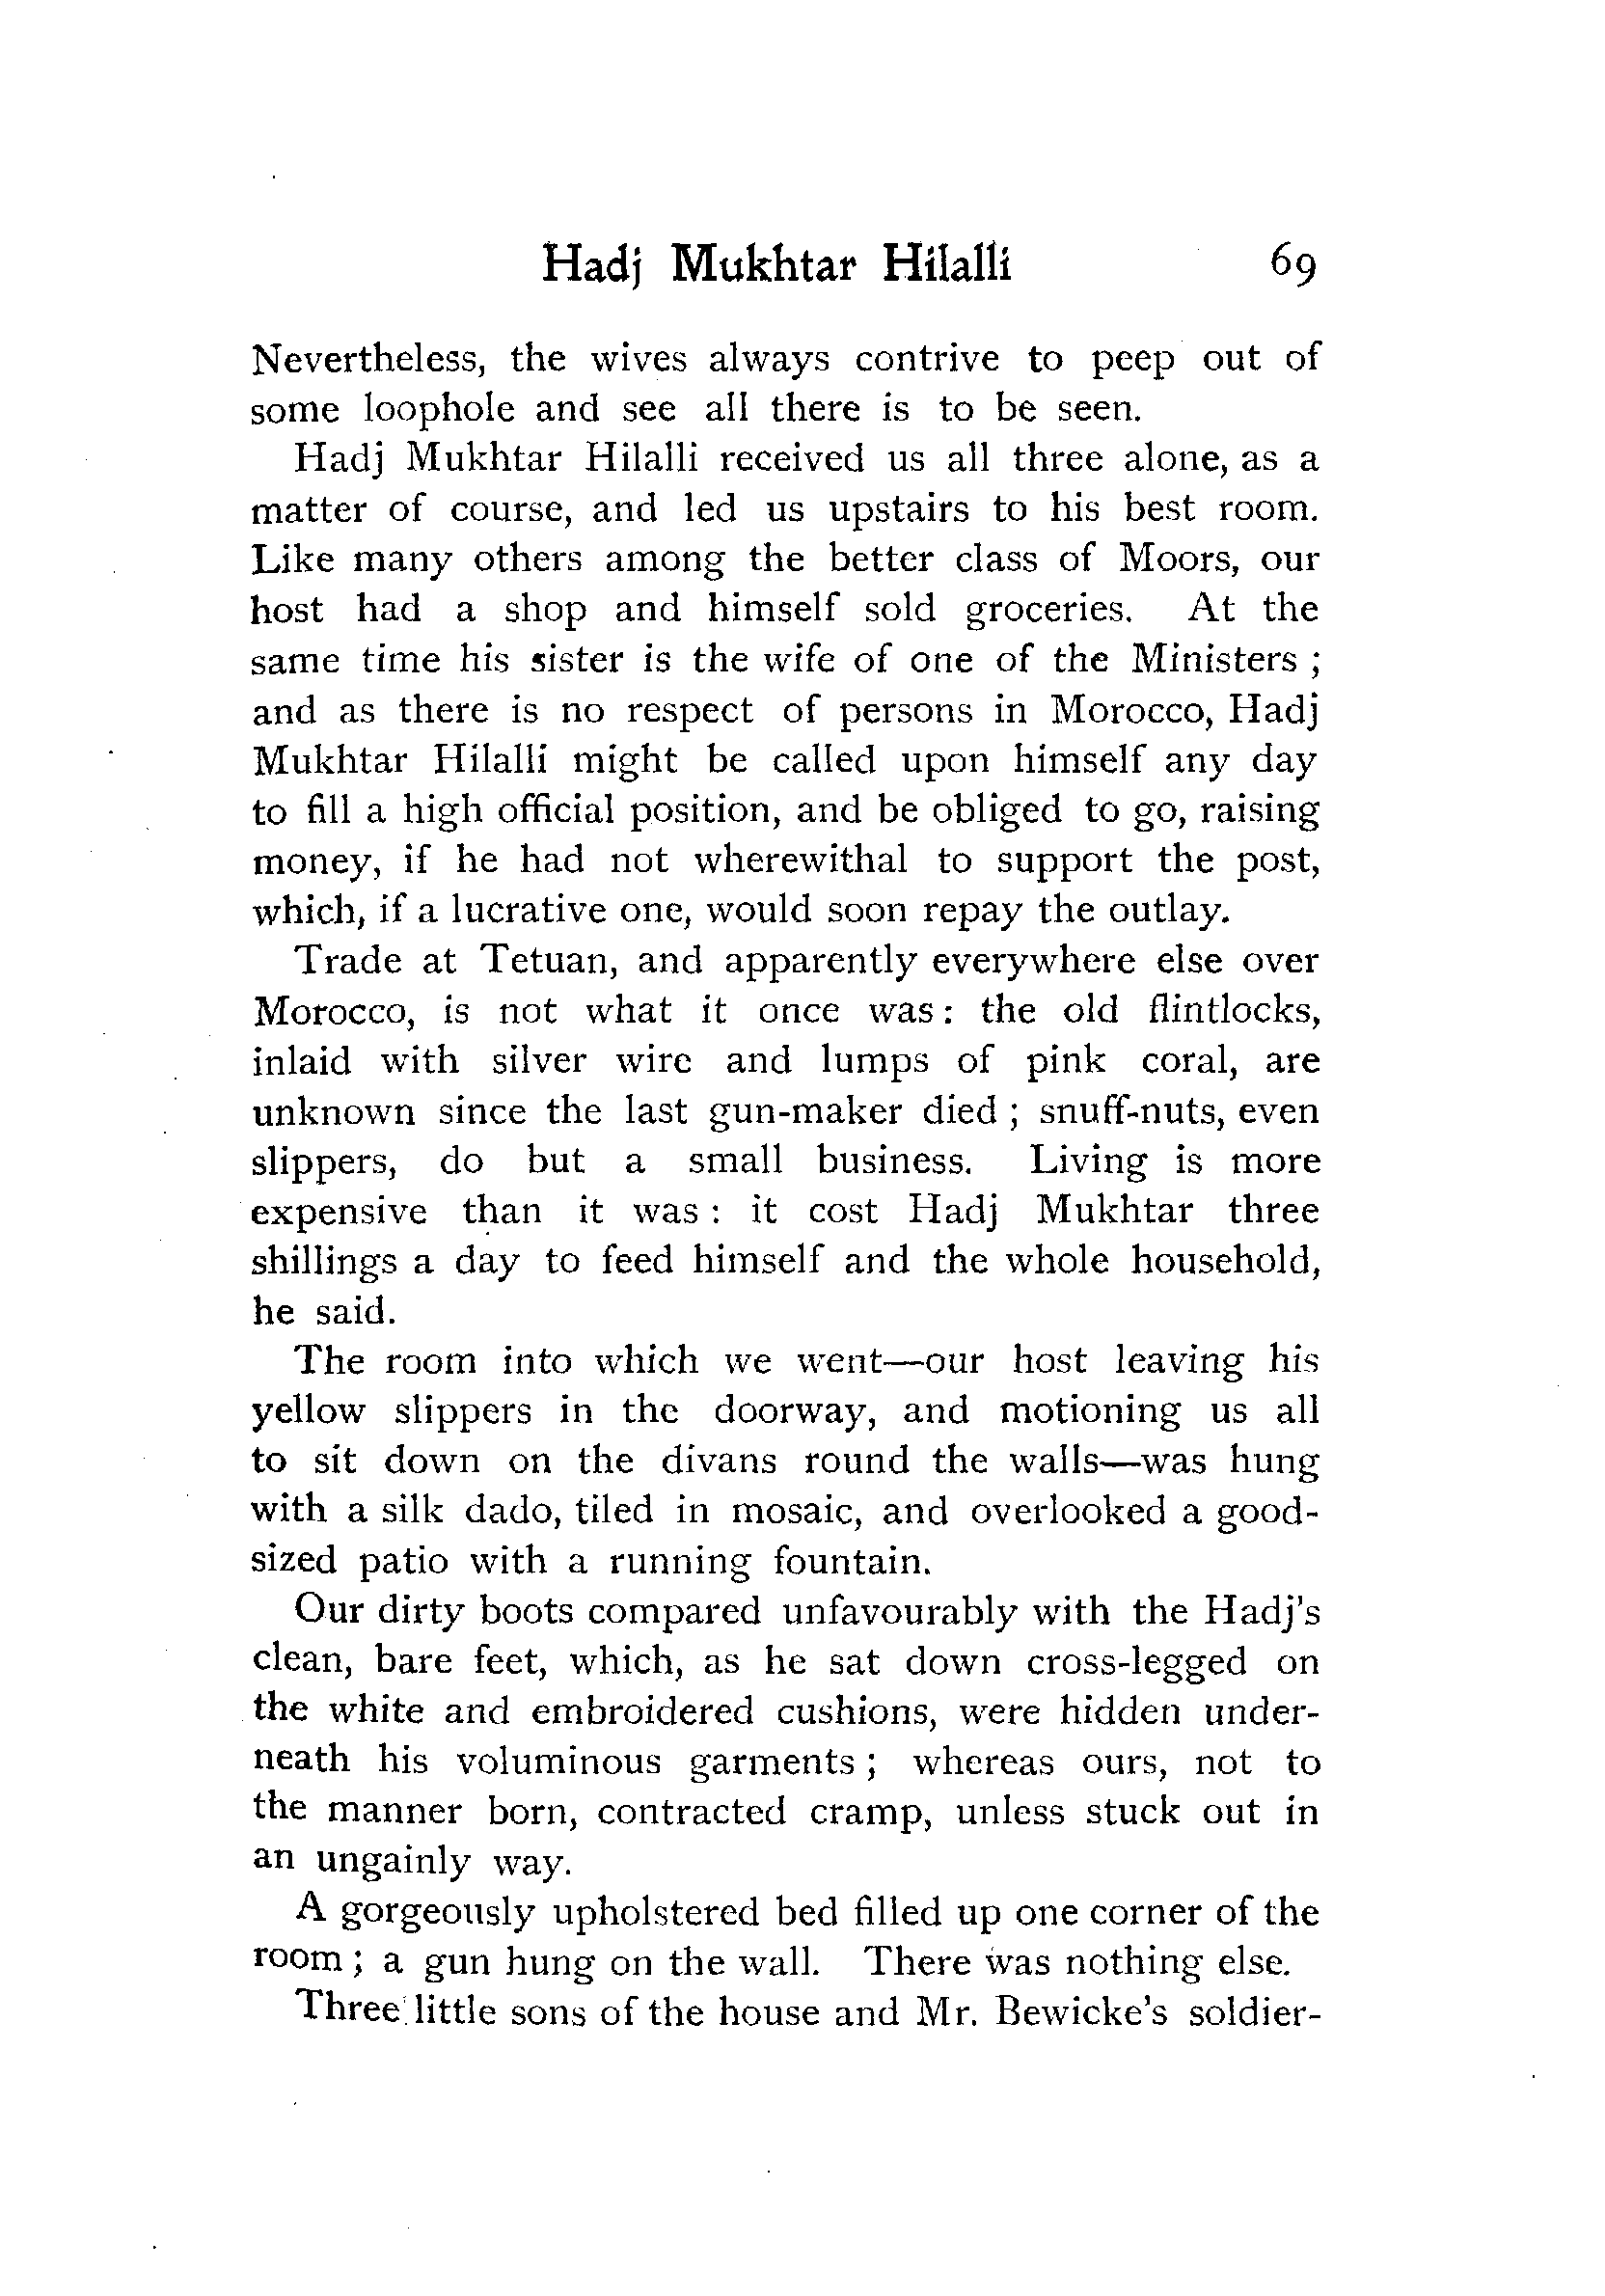 Hadj Mukhtar Hilalli 69
Nevertheless, the wives always contrive to peep out of
some loophole and see all there is to be seen.
Hadj Mukhtar Hilalli received us all three alone, as a
matter of course, and led us upstairs to his best room.
Like many others among the better class of Moors, our
host had a shop and himself sold groceries. At the
same time his sister is the wife of one of the Ministers ;
and as there is no respect of persons in Morocco, Hadj
Mukhtar Hilalli might be called upon himself any day
to fill a high official position, and be obliged to go, raising
money, if he had not wherewithal to support the post,
which, if a lucrative one, would soon repay the outlay.
Trade at Tetuan, and apparently everywhere else over
Morocco, is not what it once was : the old flintlocks,
inlaid with silver wire and lumps of pink coral, are
unknown since the last gun-maker died ; snuff-nuts, even
slippers, do but a small business. Living is more
expensive than it was : it cost Hadj Mukhtar three
shillings a day to feed himself and the whole household,
he said.
The room into which we went—our host leaving his
yellow slippers in the doorway, and motioning us all
to sit down on the divans round the walls—was hung
with a silk dado, tiled in mosaic, and overlooked a good-
sized patio with a running fountain.
Our dirty boots compared unfavourably with the Hadj's
clean, bare feet, which, as he sat down cross-legged on
the white and embroidered cushions, were hidden under-
neath his voluminous garments ; whereas ours, not to
the manner born, contracted cramp, unless stuck out in
an ungainly way.
A gorgeously upholstered bed filled up one corner of the
room ; a gun hung on the wall. There was nothing else.
Three little sons of the house and Mr. Bewicke's soldier-